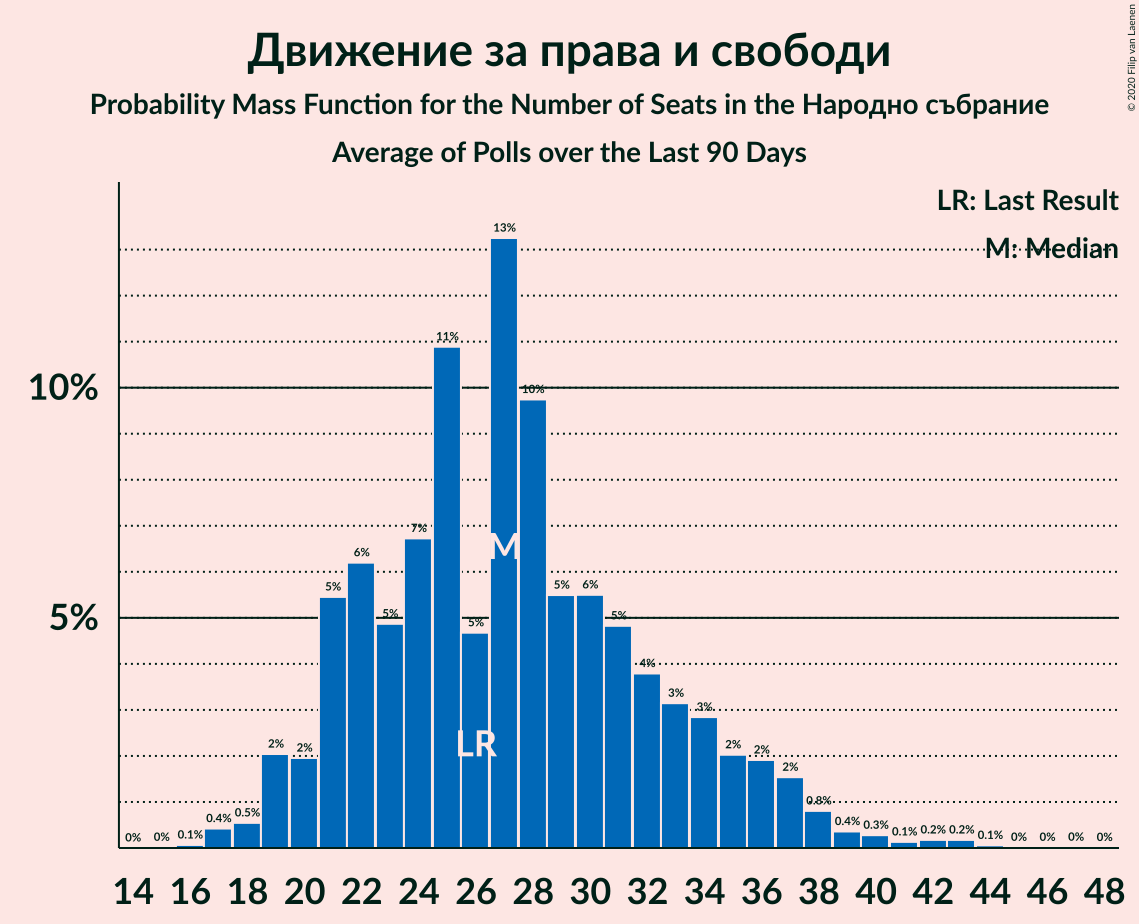 Движение за права и свободи
Probability Mass Function for the Number of Seats in the Народно събрание
Average of Polls over the Last 90 Days
© 2020 Filip van Laenen
LR: Last Result
M: Median
10%
5%
0% 0% 0.1% 0.4% 0.5% 2% 2% 5% 6% 5% 7% 11% 5% 13% 10% 5% 6% 5% 4% 3% 3% 2% 2% 2% 0.8% 0.4% 0.3% 0.1% 0.2% 0.2% 0.1% 0% 0% 0% 0%
M
LR
14 16 18 20 22 24 26 28 30 32 34 36 38 40 42 44 46 48